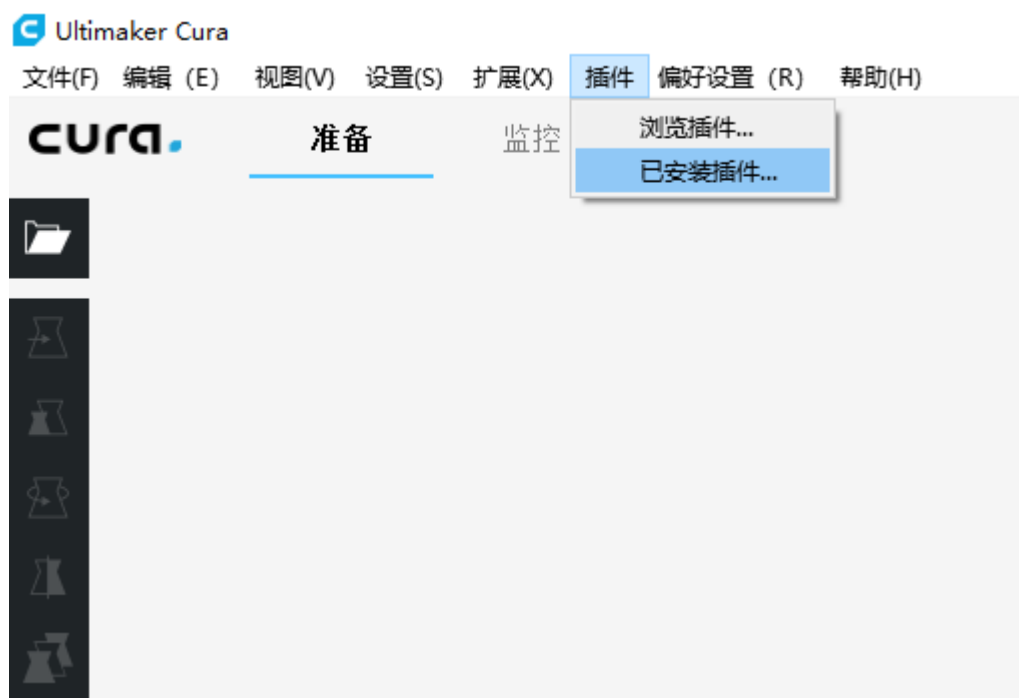 Ultimaker Cura
文件(F) 编辑 (E) 视图(V) 设置(S) 扩展(X) 插件 偏好设置 (R) 帮助(H)
cura. 准备 监控
浏览插件...
已安装插件...